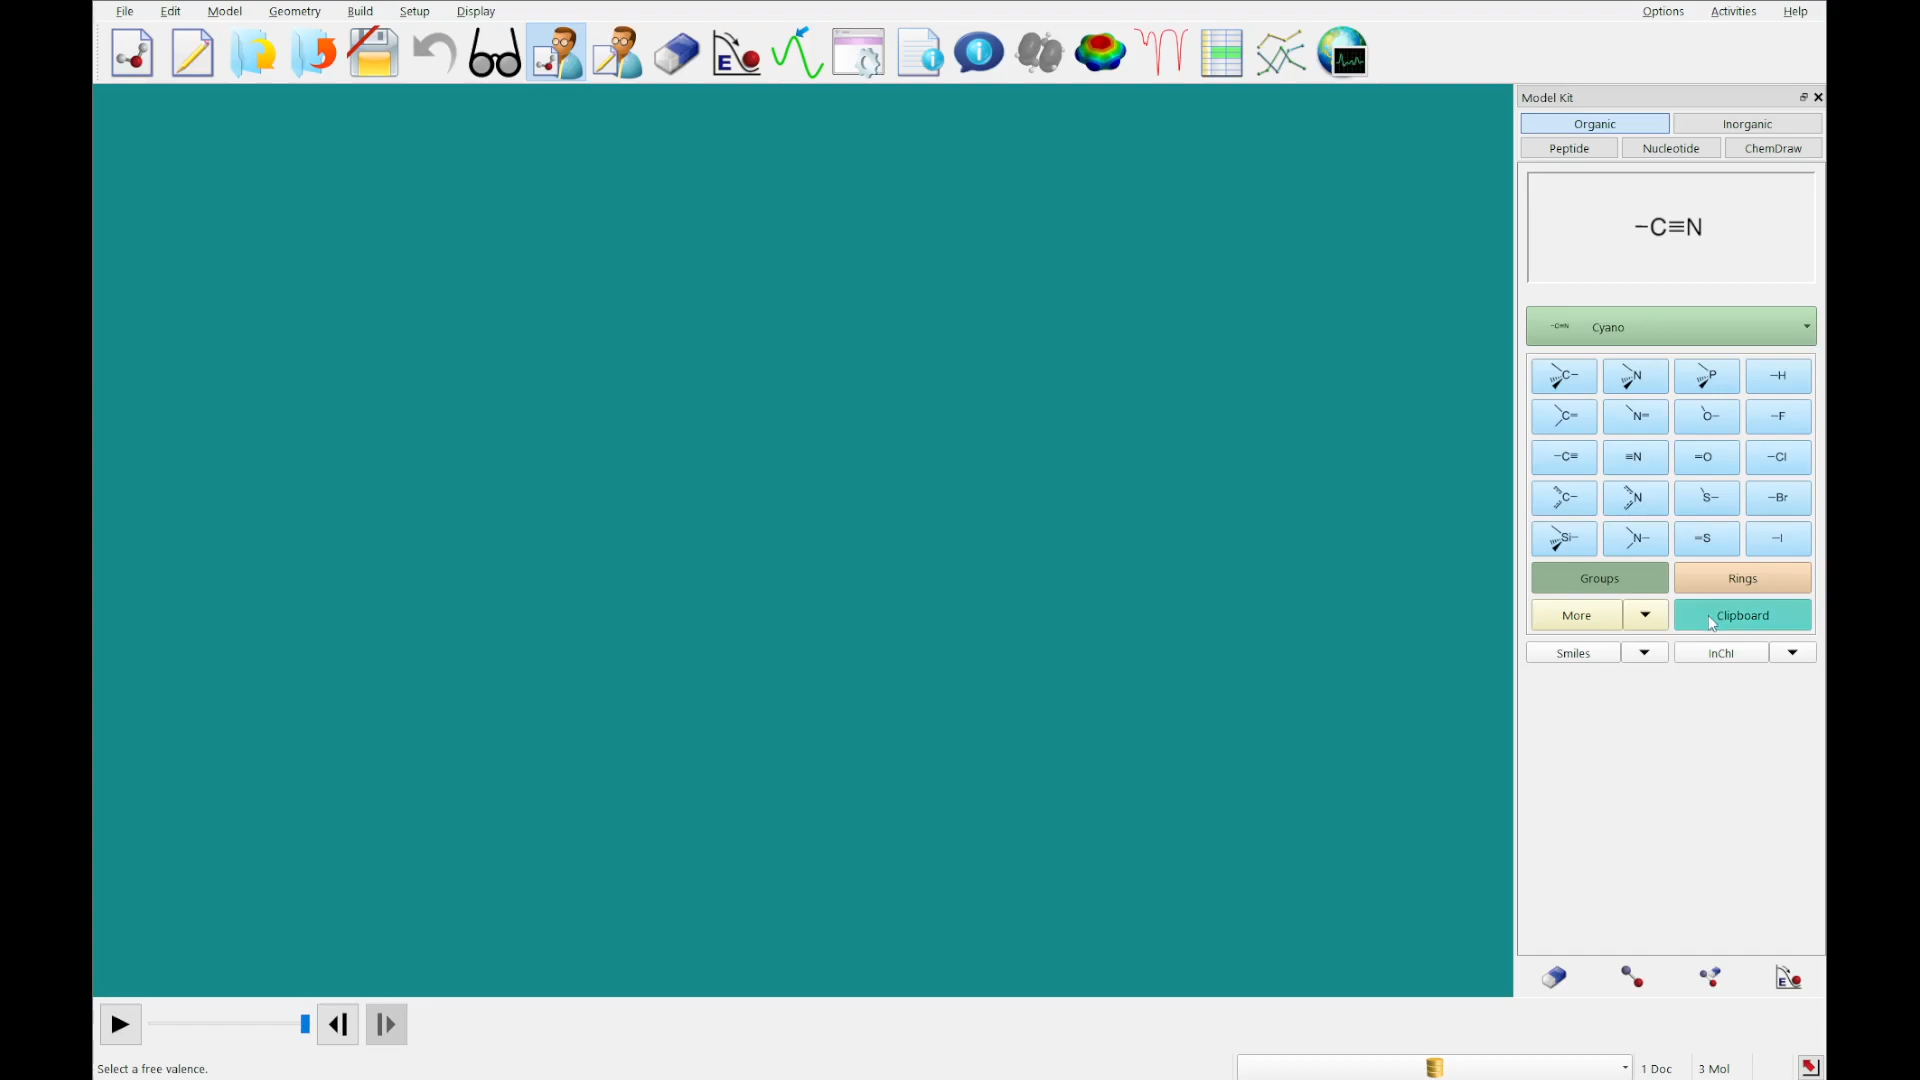 File Edit Model Geometry Build Setup Display Options Activities Help
E
Model Kit
Organic Inorganic
Peptide Nucleotide ChemDraw
−C≡N
−C≡N Cyano
C− N P −H
C= N= O− −F
−C≡ ≡N =O −Cl
C− N S− −Br
Si− N− =S −I
Groups Rings
More Clipboard
Smiles InChI
E
Select a free valence. 1 Doc 3 Mol